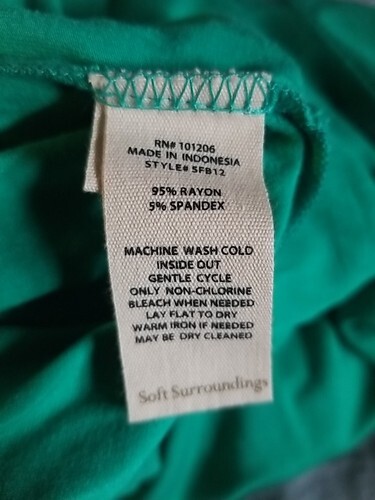 RN# 101206
MADE IN INDONESIA
STYLE# 5FB12
95% RAYON
5% SPANDEX
MACHINE WASH COLD
INSIDE OUT
GENTLE CYCLE
ONLY NON-CHLORINE
BLEACH WHEN NEEDED
LAY FLAT TO DRY
WARM IRON IF NEEDED
MAY BE DRY CLEANED
Soft Surroundings